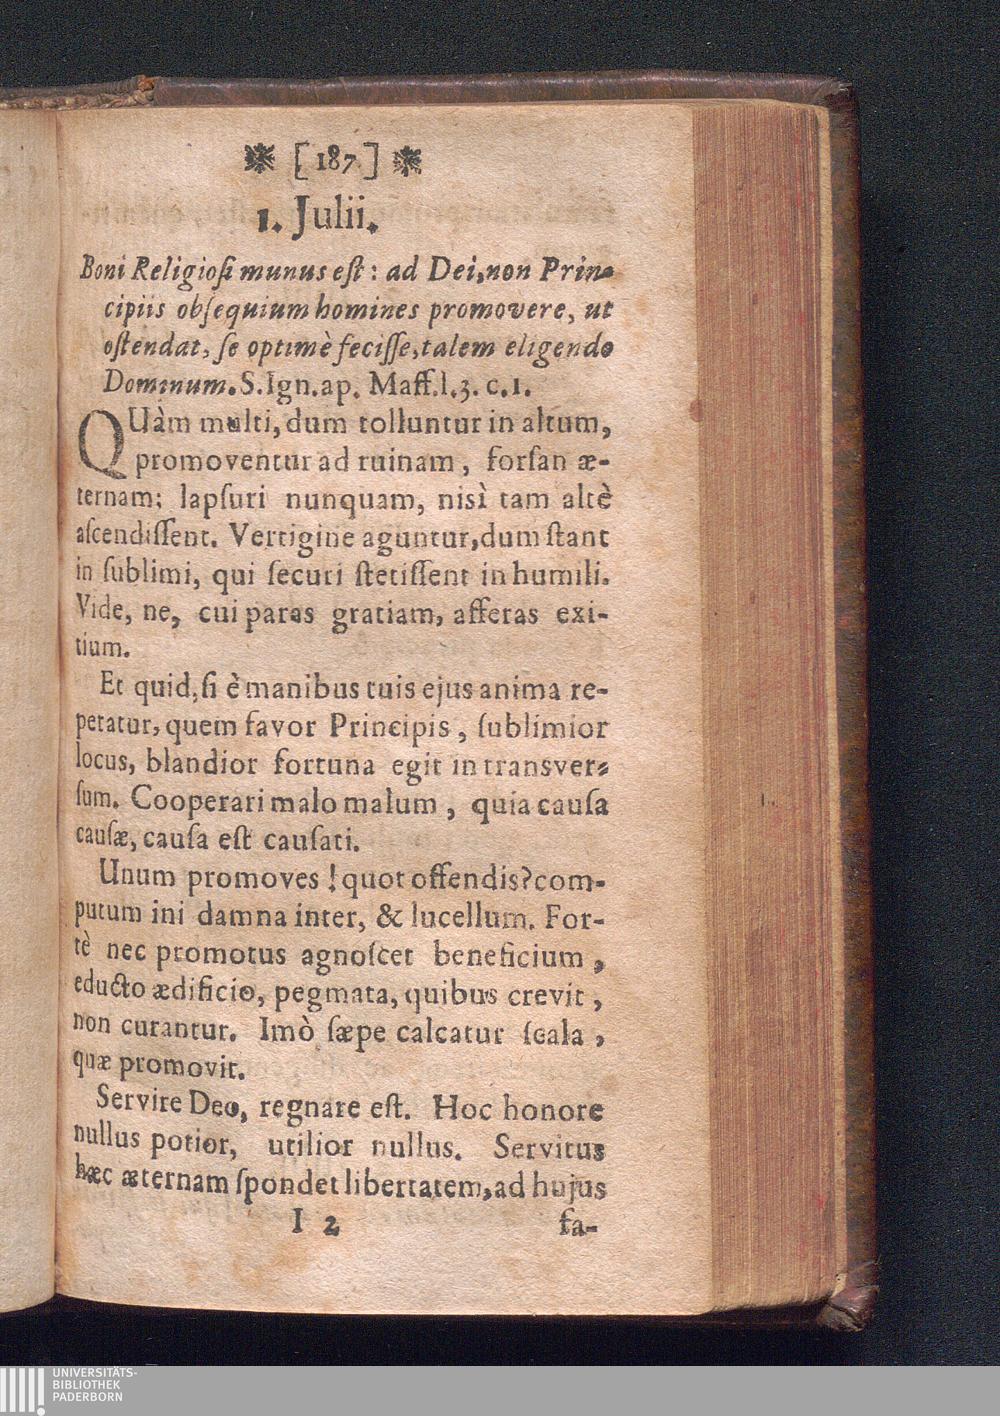 [187]
1. Julii.
Boni Religioſi munus eſt: ad Dei, non Prin-
cipiis obſequium homines promovere, ut
oſtendat, ſe optimè feciſſe, talem eligendo
Dominum. S. Ign. ap. Maff. l. 3. c. 1.
QUàm multi, dum tolluntur in altum,
promoventur ad ruinam, forſan æ-
ternam: lapſuri nunquam, nisì tam altè
aſcendiſſent. Vertigine aguntur, dum ſtant
in ſublimi, qui ſecuri ſtetiſſent in humili.
Vide, ne, cui paras gratiam, afferas exi-
tium.
Et quid, ſi è manibus tuis ejus anima re-
petatur, quem favor Principis, ſublimior
locus, blandior fortuna egit in transver-
ſum. Cooperari malo malum, quia cauſa
cauſæ, cauſa eſt cauſati.
Unum promoves! quot offendis? com-
putum ini damna inter, & lucellum. For-
tè nec promotus agnoſcet beneficium,
educto ædificio, pegmata, quibus crevit,
non curantur. Imò ſæpe calcatur ſcala,
quæ promovit.
Servire Deo, regnare eſt. Hoc honore
nullus potior, utilior nullus. Servitus
hæc æternam ſpondet libertatem, ad hujus
I 2 fa-
UNIVERSITÄTS-
BIBLIOTHEK
PADERBORN